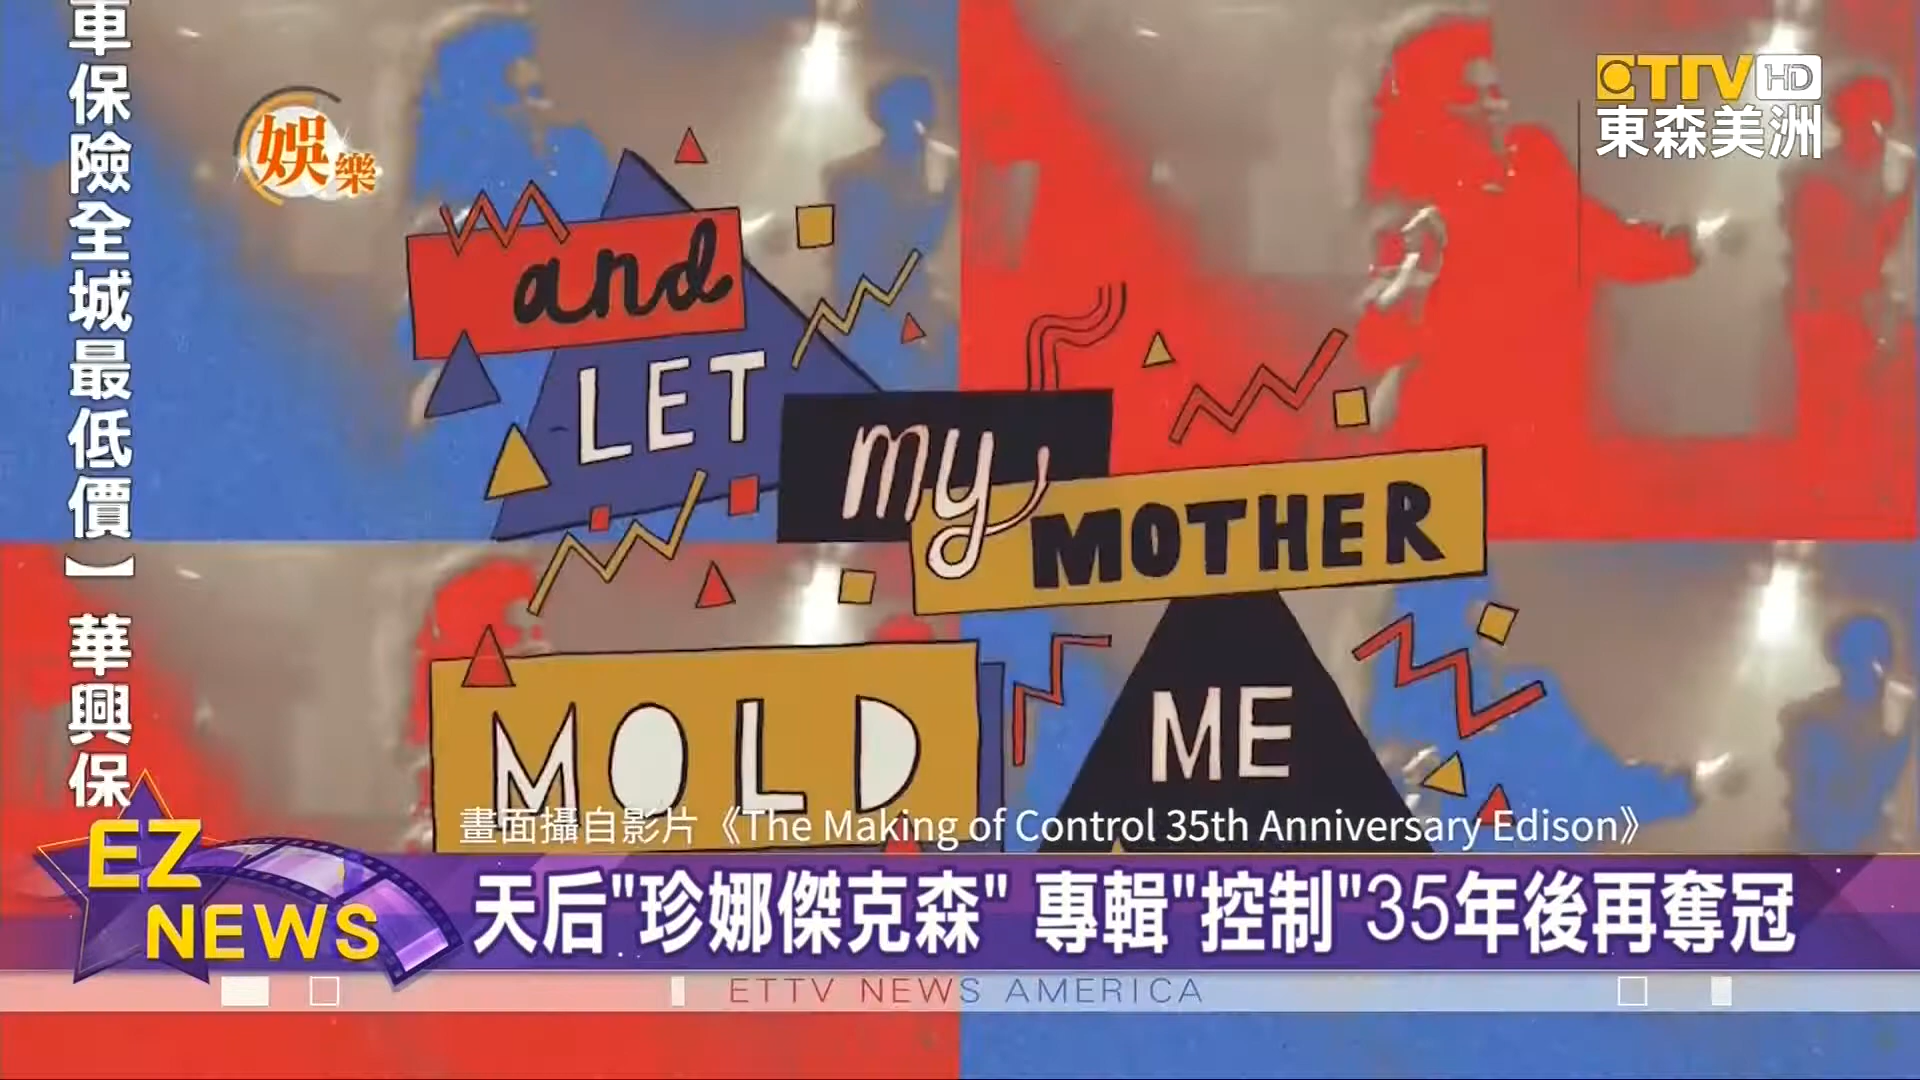 車保險全城最低價】 華興保
娛樂
ETTV HD
東森美洲
and
LET
my
MOTHER
MOLD
ME
畫面攝自影片《The Making of Control 35th Anniversary Edison》
EZ
NEWS
天后"珍娜傑克森" 專輯"控制"35年後再奪冠
ETTV NEWS AMERICA